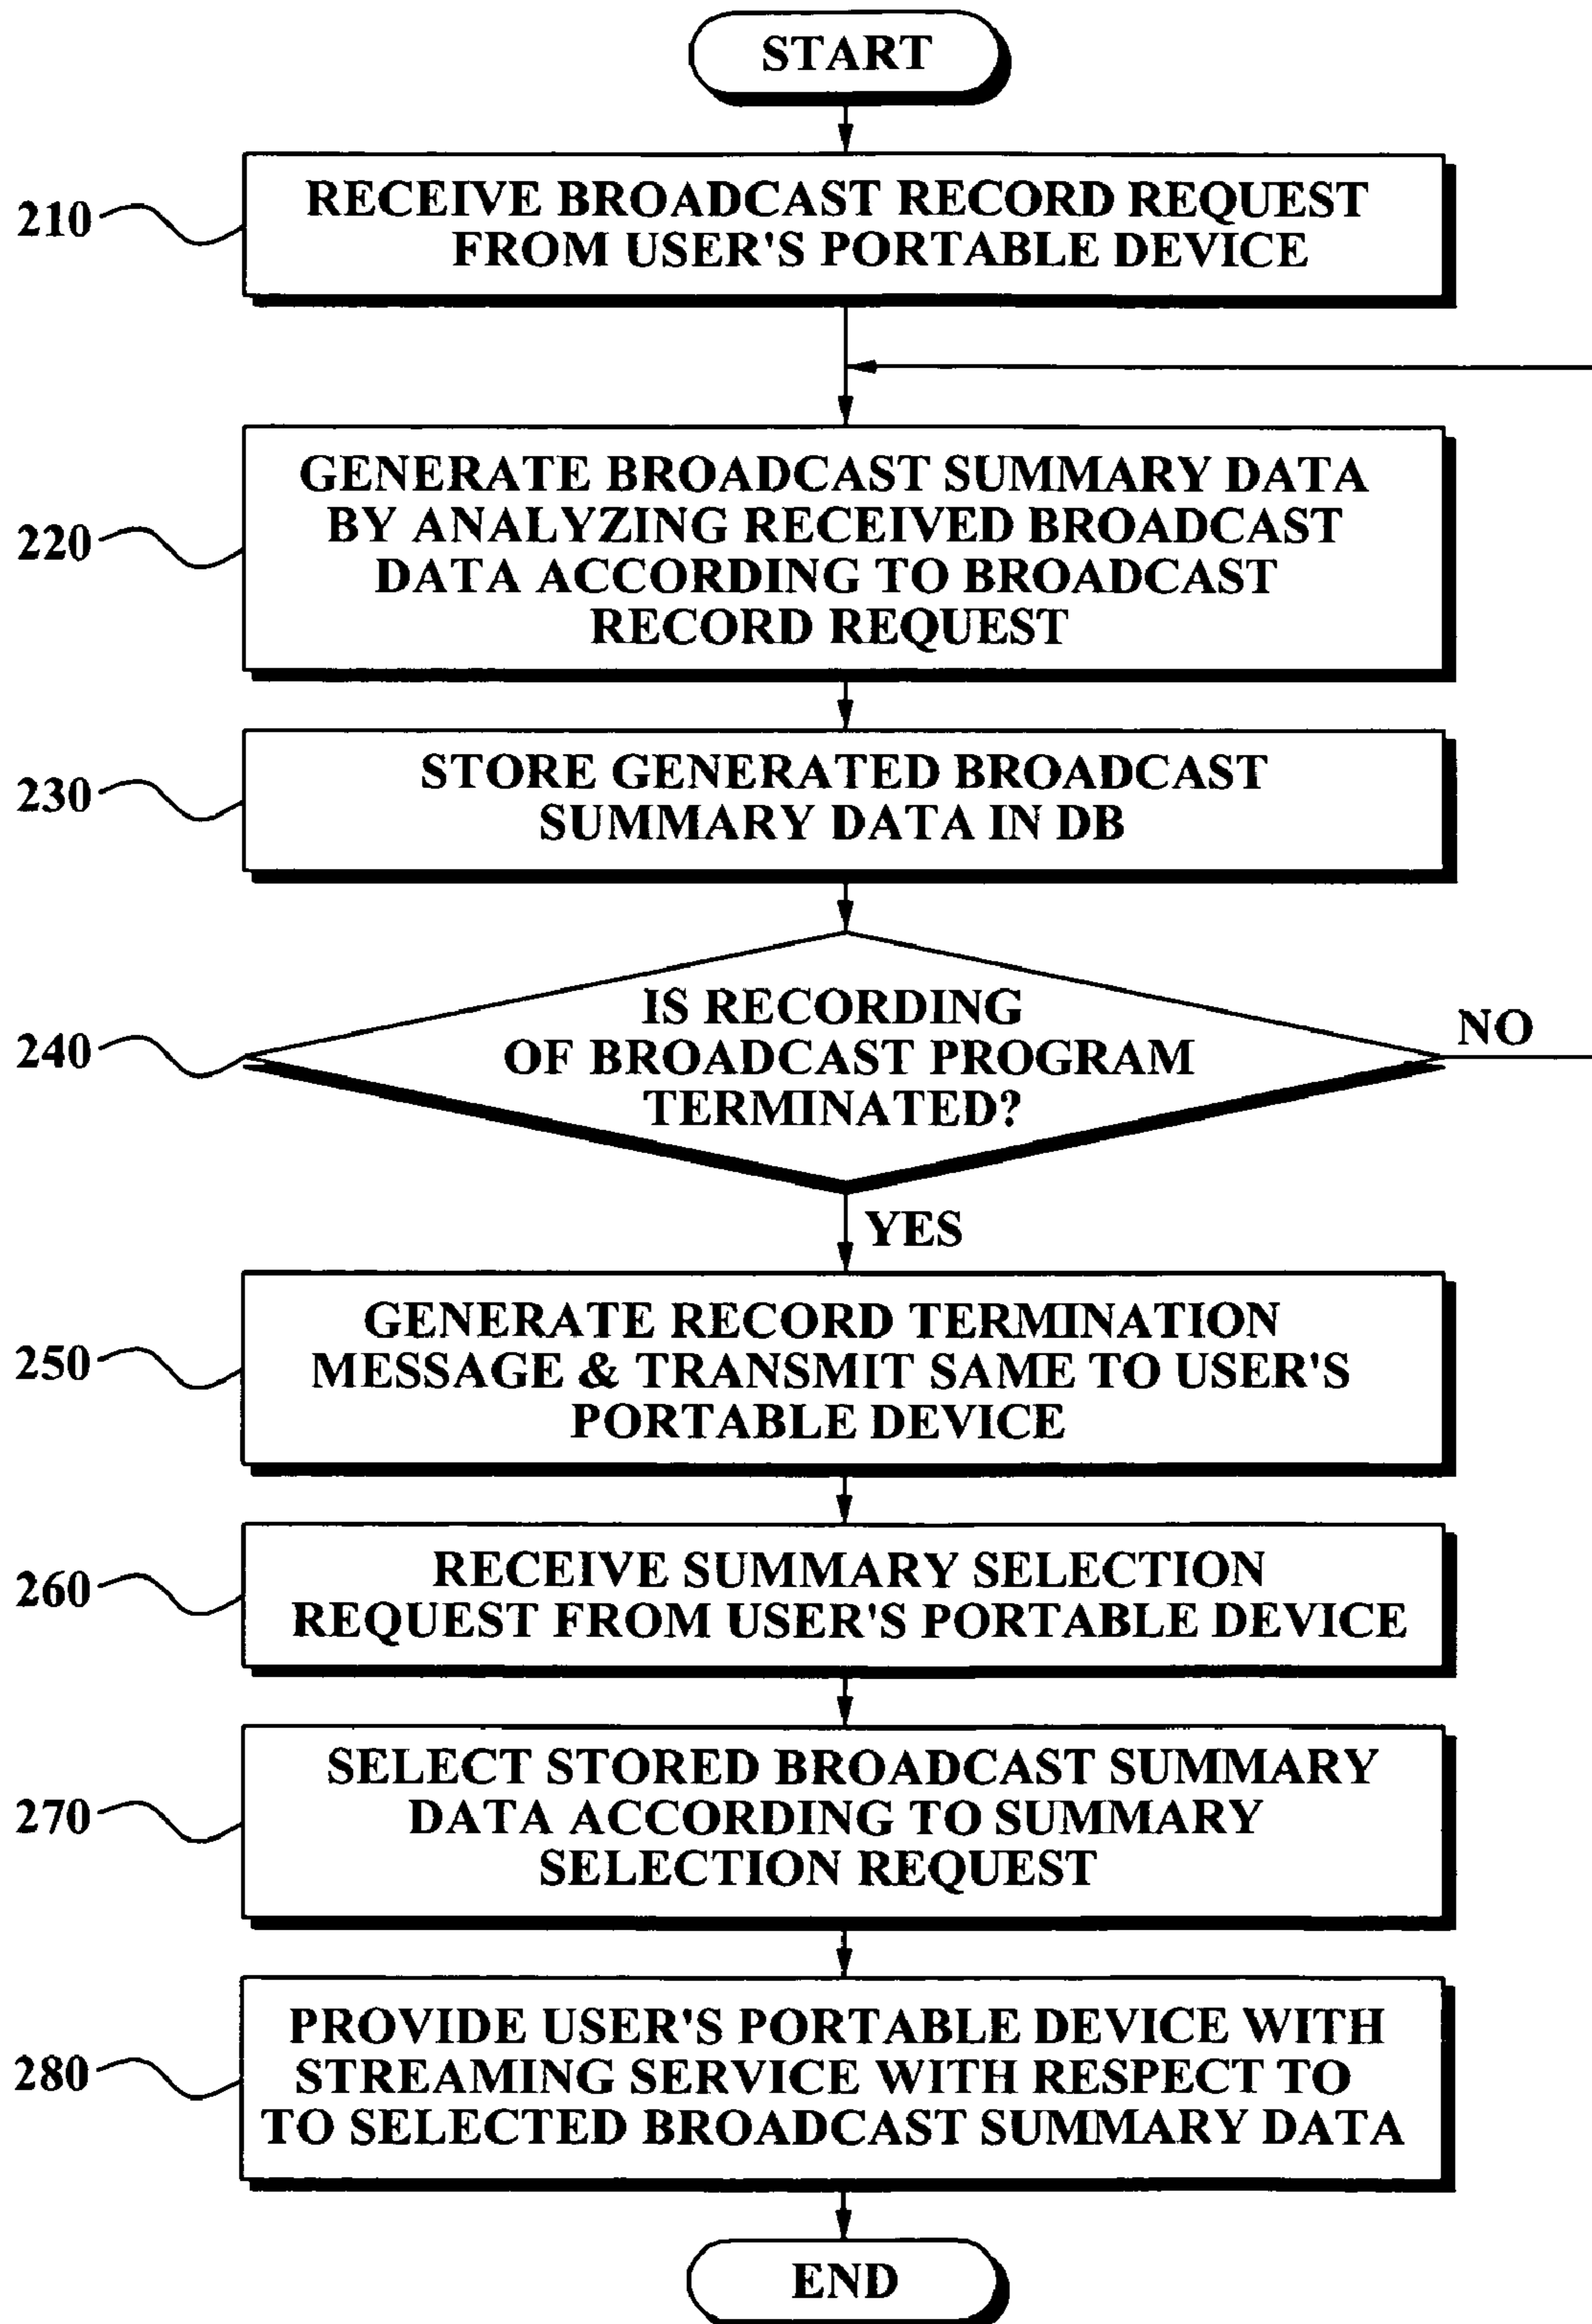 START
210
RECEIVE BROADCAST RECORD REQUEST
FROM USER'S PORTABLE DEVICE
220
GENERATE BROADCAST SUMMARY DATA
BY ANALYZING RECEIVED BROADCAST
DATA ACCORDING TO BROADCAST
RECORD REQUEST
230
STORE GENERATED BROADCAST
SUMMARY DATA IN DB
240
IS RECORDING
OF BROADCAST PROGRAM
TERMINATED?
NO
YES
250
GENERATE RECORD TERMINATION
MESSAGE & TRANSMIT SAME TO USER'S
PORTABLE DEVICE
260
RECEIVE SUMMARY SELECTION
REQUEST FROM USER'S PORTABLE DEVICE
270
SELECT STORED BROADCAST SUMMARY
DATA ACCORDING TO SUMMARY
SELECTION REQUEST
280
PROVIDE USER'S PORTABLE DEVICE WITH
STREAMING SERVICE WITH RESPECT TO
TO SELECTED BROADCAST SUMMARY DATA
END